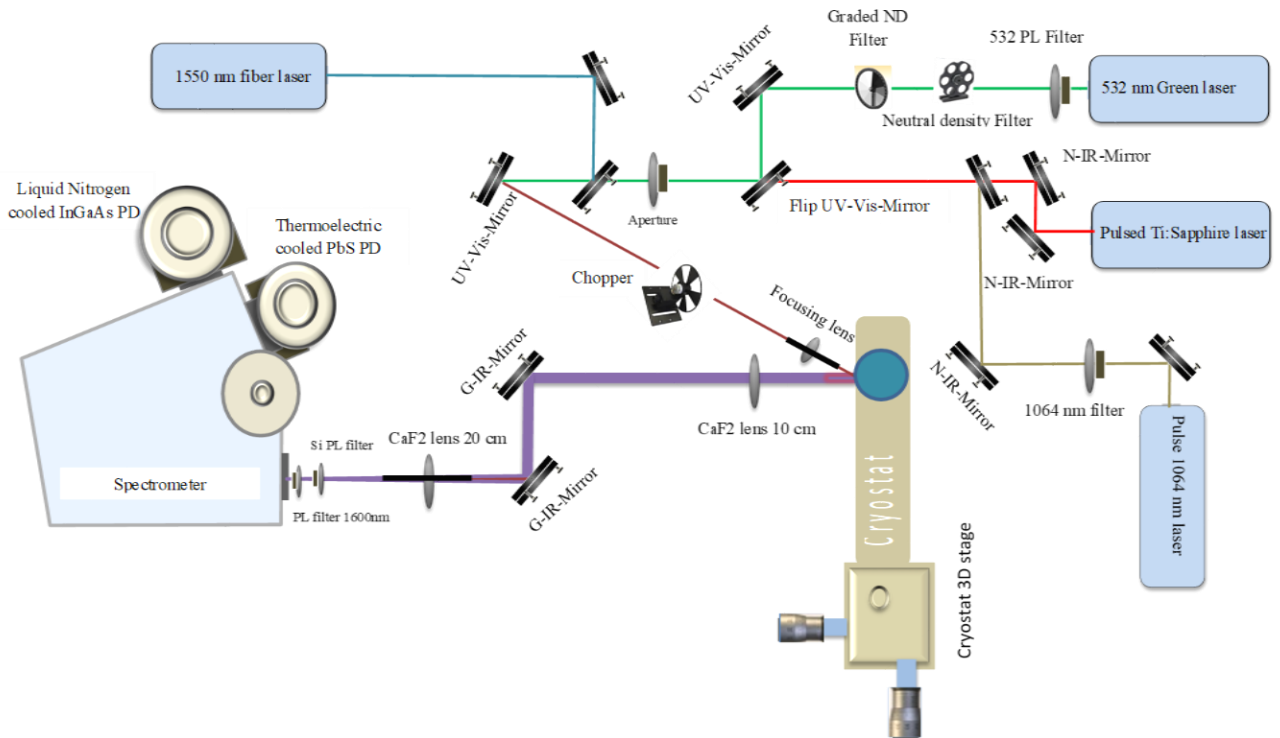 Graded ND
Filter
532 PL Filter
1550 nm fiber laser
UV-Vis-Mirror
532 nm Green laser
Neutral density Filter
N-IR-Mirror
Liquid Nitrogen
cooled InGaAs PD
Thermoelectric
cooled PbS PD
UV-Vis-Mirror
Aperture
Flip UV-Vis-Mirror
Pulsed Ti:Sapphire laser
Chopper
N-IR-Mirror
Focusing lens
G-IR-Mirror
N-IR-Mirror
1064 nm filter
CaF2 lens 10 cm
Si PL filter
CaF2 lens 20 cm
Pulse 1064
nm laser
Spectrometer
PL filter 1600nm
G-IR-Mirror
Cryostat
Cryostat 3D stage